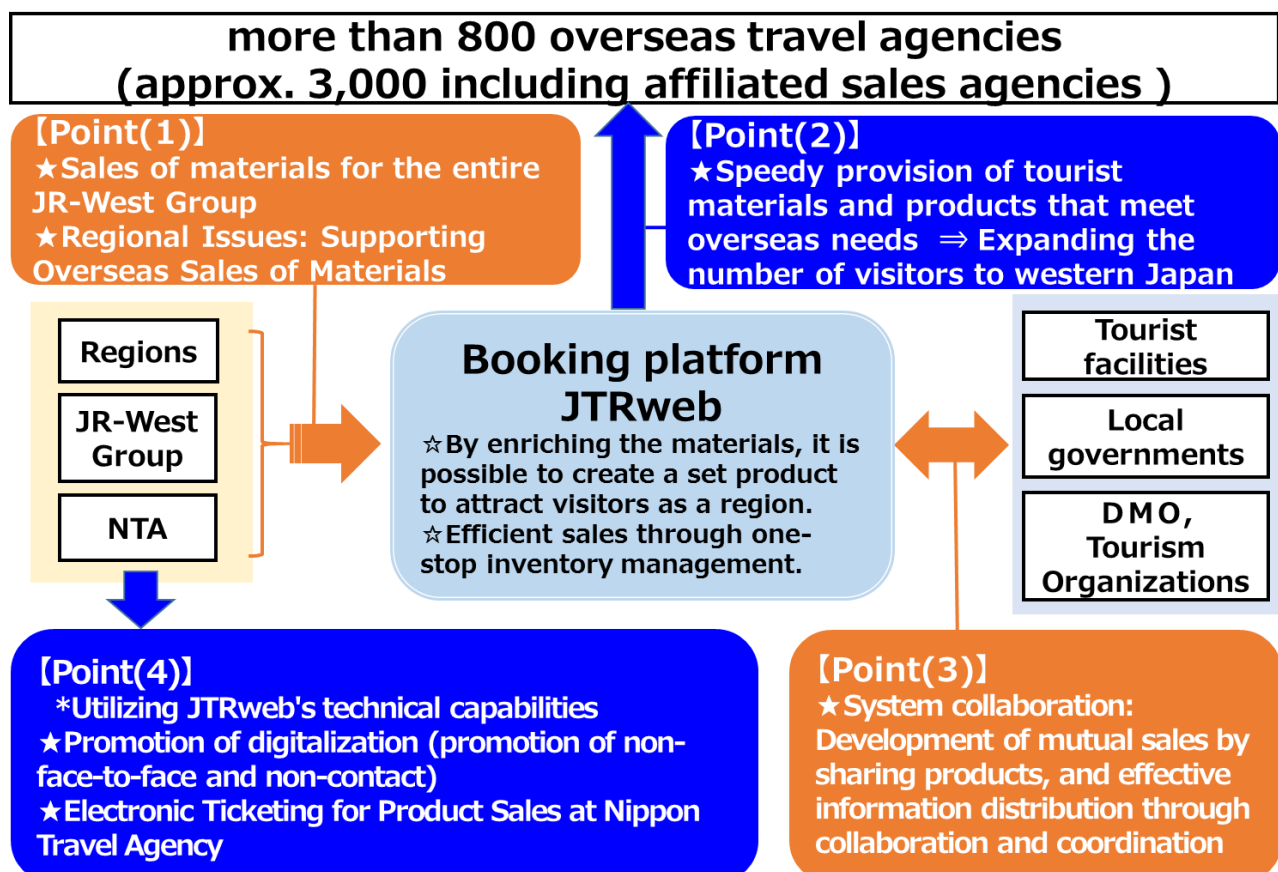 more than 800 overseas travel agencies
(approx. 3,000 including affiliated sales agencies )
【Point(1)】
★Sales of materials for the entire
JR-West Group
★Regional Issues: Supporting
Overseas Sales of Materials
【Point(2)】
★Speedy provision of tourist
materials and products that meet
overseas needs ⇒ Expanding the
number of visitors to western Japan
Regions
JR-West
Group
NTA
Booking platform
JTRweb
☆By enriching the materials, it is
possible to create a set product
to attract visitors as a region.
☆Efficient sales through one-
stop inventory management.
Tourist
facilities
Local
governments
DMO,
Tourism
Organizations
【Point(4)】
*Utilizing JTRweb's technical capabilities
★Promotion of digitalization (promotion of non-
face-to-face and non-contact)
★Electronic Ticketing for Product Sales at Nippon
Travel Agency
【Point(3)】
★System collaboration:
Development of mutual sales by
sharing products, and effective
information distribution through
collaboration and coordination